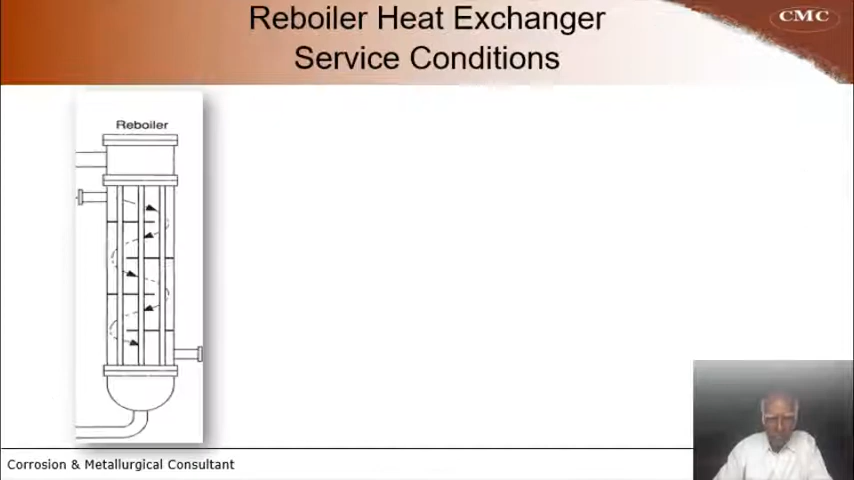 Reboiler Heat Exchanger
Service Conditions
CMC
Reboiler
Corrosion & Metallurgical Consultant